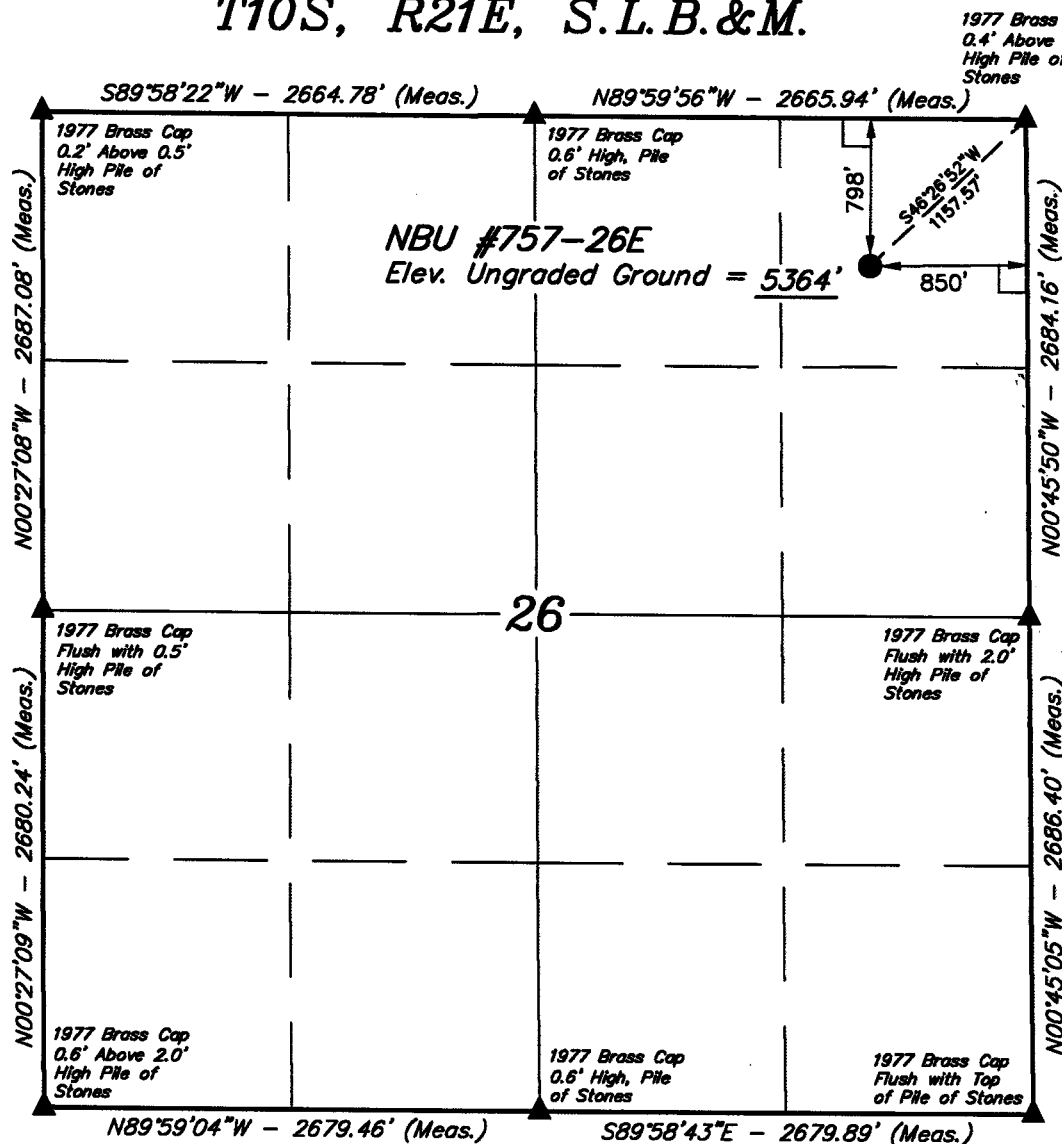 T10S, R21E, S.L.B.&M.
1977 Brass
0.4' Above
High Pile of
Stones
S89°58'22"W - 2664.78' (Meas.)
N89°59'56"W - 2665.94' (Meas.)
1977 Brass Cap
0.2' Above 0.5'
High Pile of
Stones
1977 Brass Cap
0.6' High, Pile
of Stones
798'
S46°26'52"W
1157.57'
NBU #757-26E
Elev. Ungraded Ground = 5364'
850'
N00°27'08"W - 2687.08' (Meas.)
N00°45'50"W - 2684.16' (Meas.)
26
1977 Brass Cap
Flush with 0.5'
High Pile of
Stones
1977 Brass Cap
Flush with 2.0'
High Pile of
Stones
N00°27'09"W - 2680.24' (Meas.)
N00°45'05"W - 2686.40' (Meas.)
1977 Brass Cap
0.6' Above 2.0'
High Pile of
Stones
1977 Brass Cap
0.6' High, Pile
of Stones
1977 Brass Cap
Flush with Top
of Pile of Stones
N89°59'04"W - 2679.46' (Meas.)
S89°58'43"E - 2679.89' (Meas.)